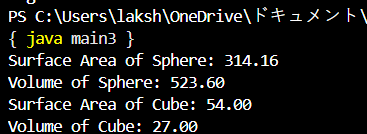 PS C:\Users\laksh\OneDrive\ドキュメント\
{ java main3 }
Surface Area of Sphere: 314.16
Volume of Sphere: 523.60
Surface Area of Cube: 54.00
Volume of Cube: 27.00